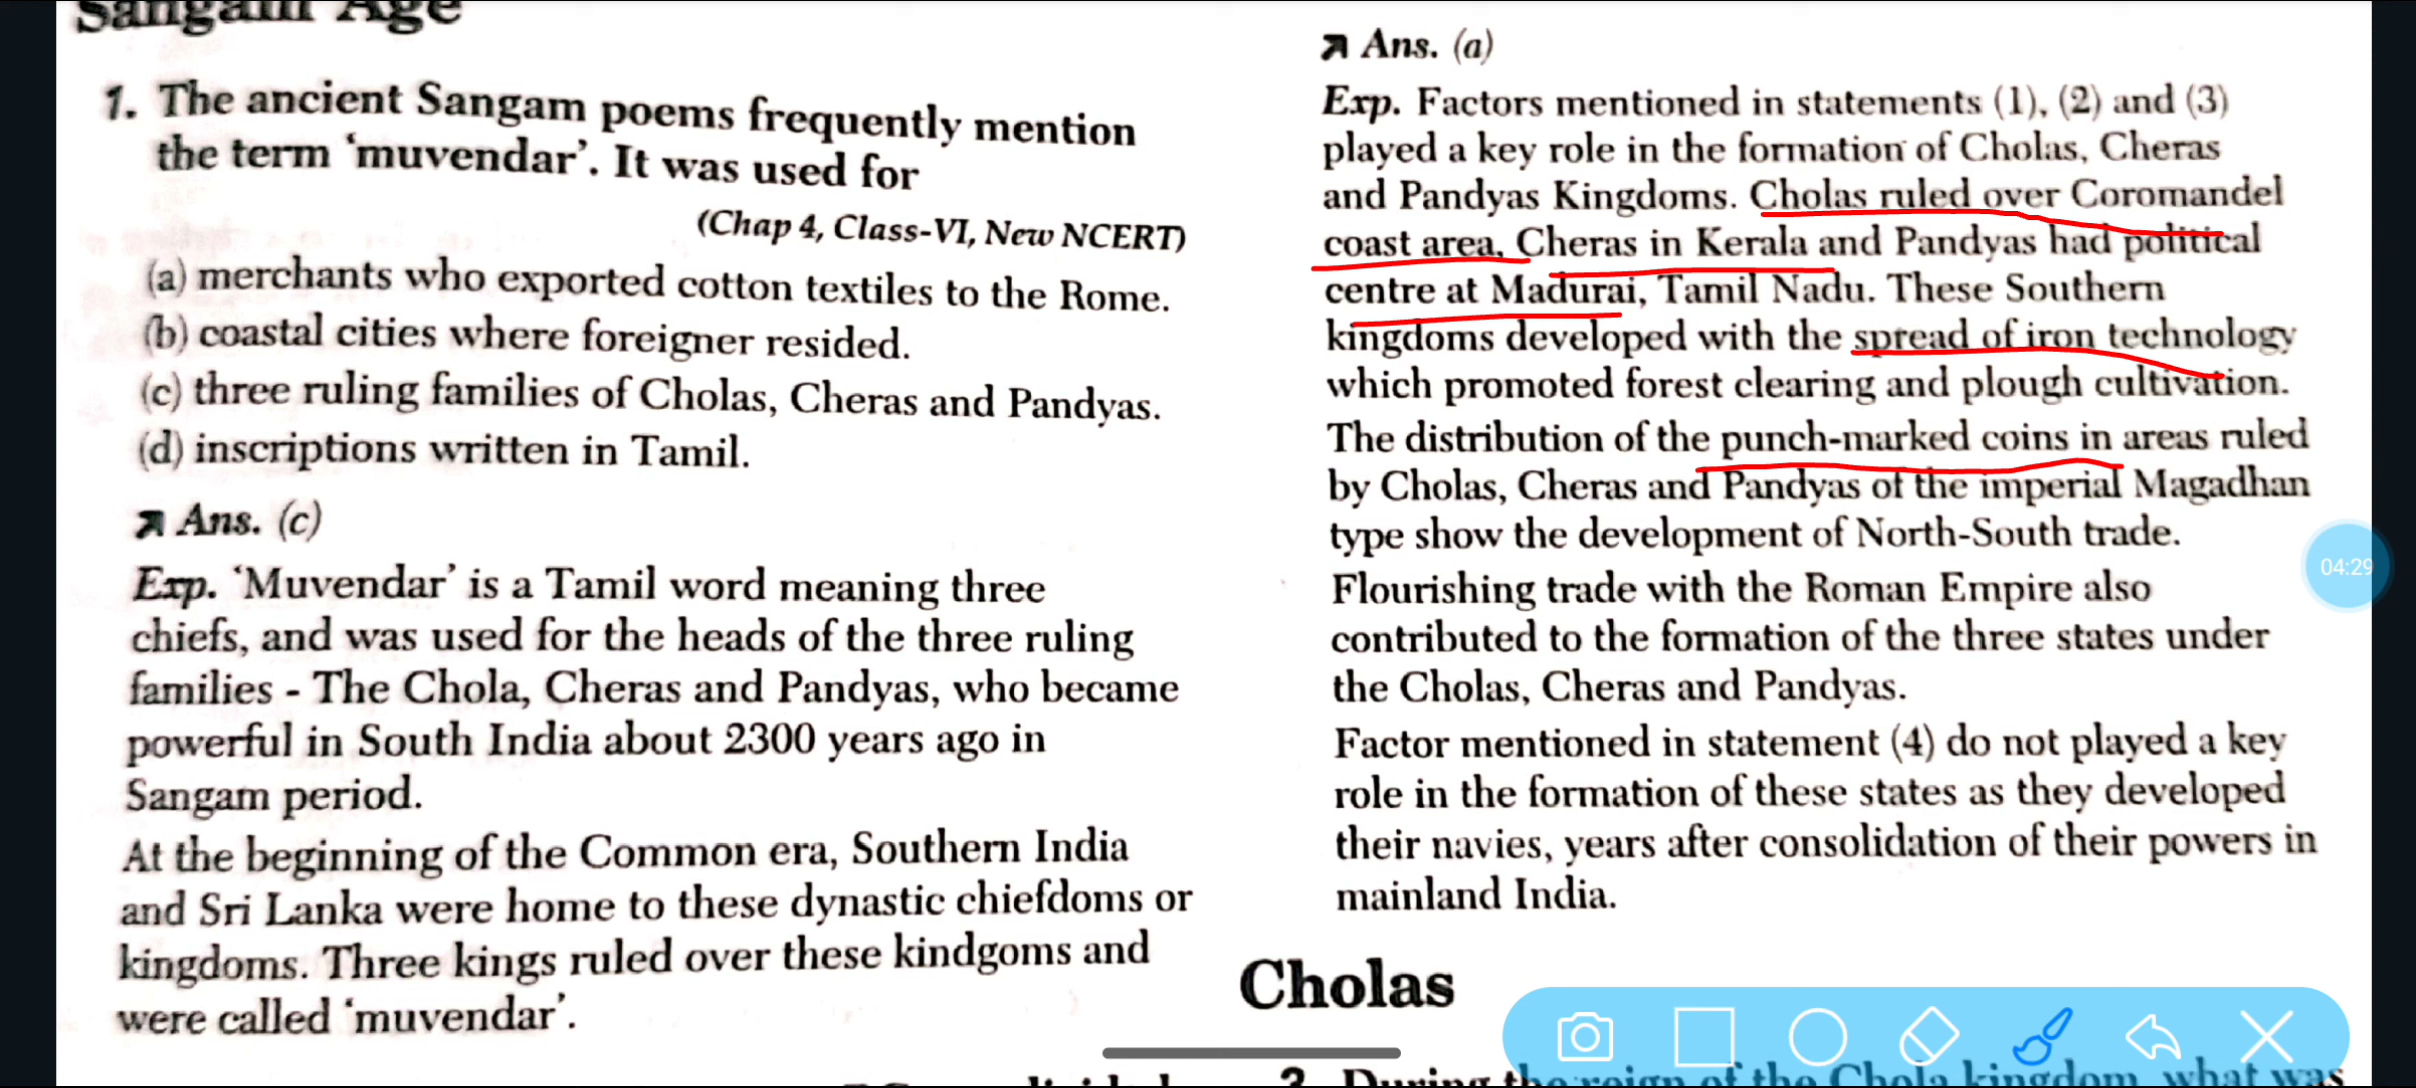 Sangam Age
1. The ancient Sangam poems frequently mention
the term ‘muvendar’. It was used for
(Chap 4, Class-VI, New NCERT)
(a) merchants who exported cotton textiles to the Rome.
(b) coastal cities where foreigner resided.
(c) three ruling families of Cholas, Cheras and Pandyas.
(d) inscriptions written in Tamil.
Ans. (c)
Exp. ‘Muvendar’ is a Tamil word meaning three
chiefs, and was used for the heads of the three ruling
families - The Chola, Cheras and Pandyas, who became
powerful in South India about 2300 years ago in
Sangam period.
At the beginning of the Common era, Southern India
and Sri Lanka were home to these dynastic chiefdoms or
kingdoms. Three kings ruled over these kindgoms and
were called ‘muvendar’.
Ans. (a)
Exp. Factors mentioned in statements (1), (2) and (3)
played a key role in the formation of Cholas, Cheras
and Pandyas Kingdoms. Cholas ruled over Coromandel
coast area, Cheras in Kerala and Pandyas had political
centre at Madurai, Tamil Nadu. These Southern
kingdoms developed with the spread of iron technology
which promoted forest clearing and plough cultivation.
The distribution of the punch-marked coins in areas ruled
by Cholas, Cheras and Pandyas of the imperial Magadhan
type show the development of North-South trade.
Flourishing trade with the Roman Empire also
contributed to the formation of the three states under
the Cholas, Cheras and Pandyas.
Factor mentioned in statement (4) do not played a key
role in the formation of these states as they developed
their navies, years after consolidation of their powers in
mainland India.
Cholas
During the reign of the Chola kingdom, what was
04:29